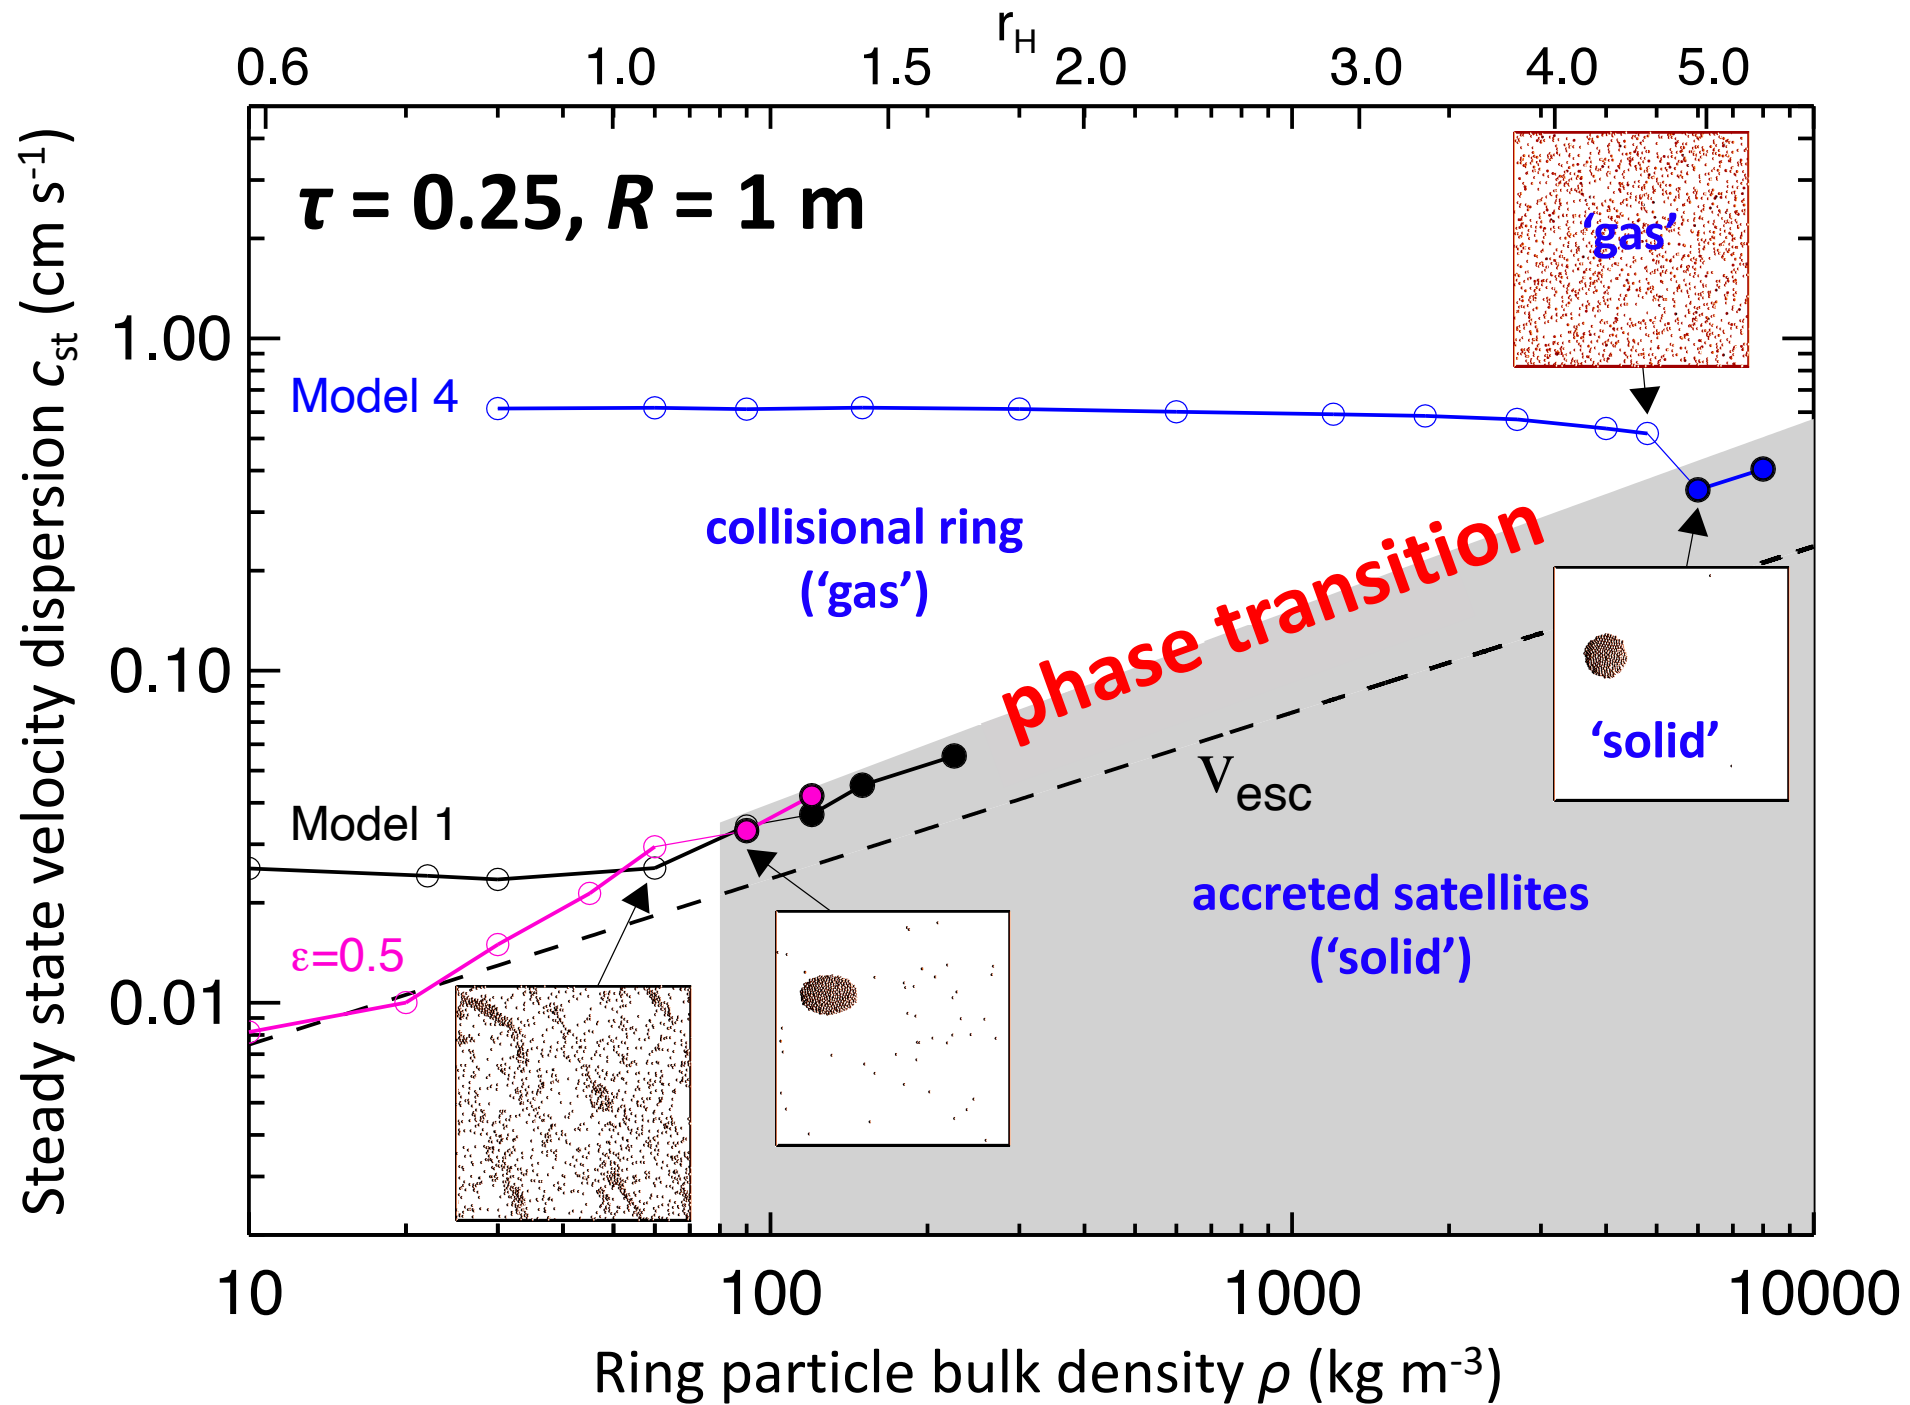 r_H
0.6 1.0 1.5 2.0 3.0 4.0 5.0
τ = 0.25, R = 1 m
‘gas’
Steady state velocity dispersion c_st (cm s⁻¹)
1.00
Model 4
collisional ring
(‘gas’)
phase transition
0.10
‘solid’
v_esc
Model 1
accreted satellites
(‘solid’)
ε=0.5
0.01
10 100 1000 10000
Ring particle bulk density ρ (kg m⁻³)